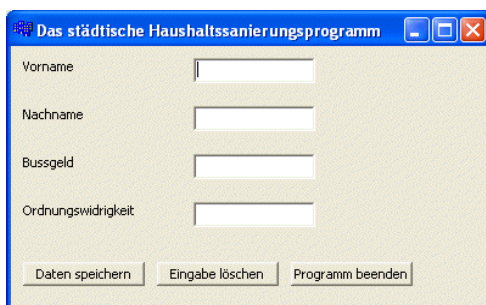 Das städtische Haushaltssanierungsprogramm
Vorname
Nachname
Bussgeld
Ordnungswidrigkeit
Daten speichern Eingabe löschen Programm beenden